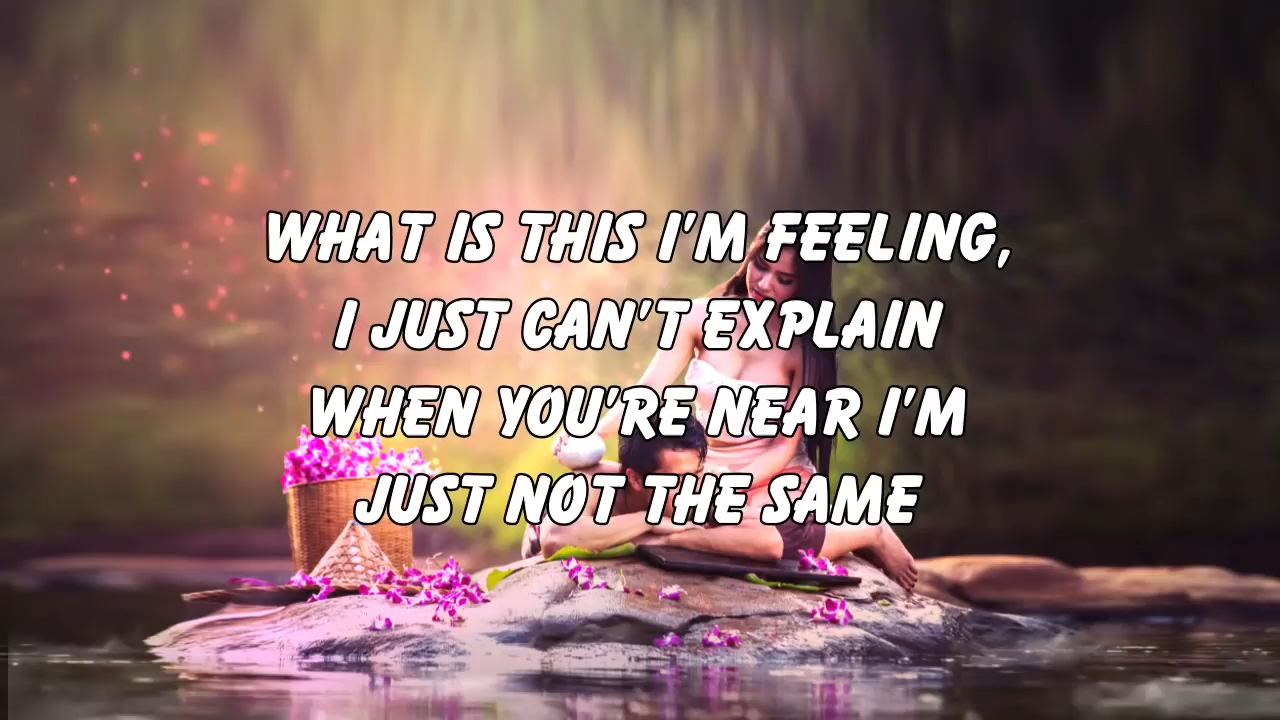 WHAT IS THIS I'M FEELING,
I JUST CAN'T EXPLAIN
WHEN YOU'RE NEAR I'M
JUST NOT THE SAME